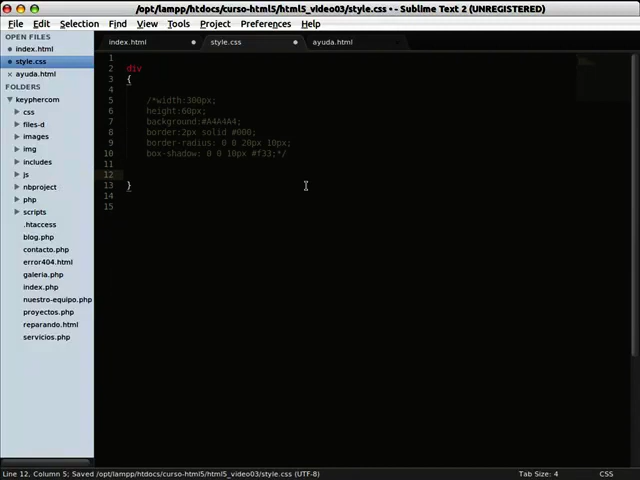 /opt/lampp/htdocs/curso-html5/html5_video03/style.css • - Sublime Text 2 (UNREGISTERED)
File Edit Selection Find View Tools Project Preferences Help
OPEN FILES
index.html
style.css
ayuda.html
FOLDERS
keyphercom
css
files-d
images
img
includes
js
nbproject
php
scripts
.htaccess
blog.php
contacto.php
error404.html
galeria.php
index.php
nuestro-equipo.php
proyectos.php
reparando.html
servicios.php
index.html style.css ayuda.html
1
2 div
3 {
4
5 /*width:300px;
6 height:60px;
7 background:#A4A4A4;
8 border:2px solid #000;
9 border-radius: 0 0 20px 10px;
10 box-shadow: 0 0 10px #f33;*/
11
12
13 }
14
15
Line 12, Column 5; Saved /opt/lampp/htdocs/curso-html5/html5_video03/style.css (UTF-8) Tab Size: 4 CSS